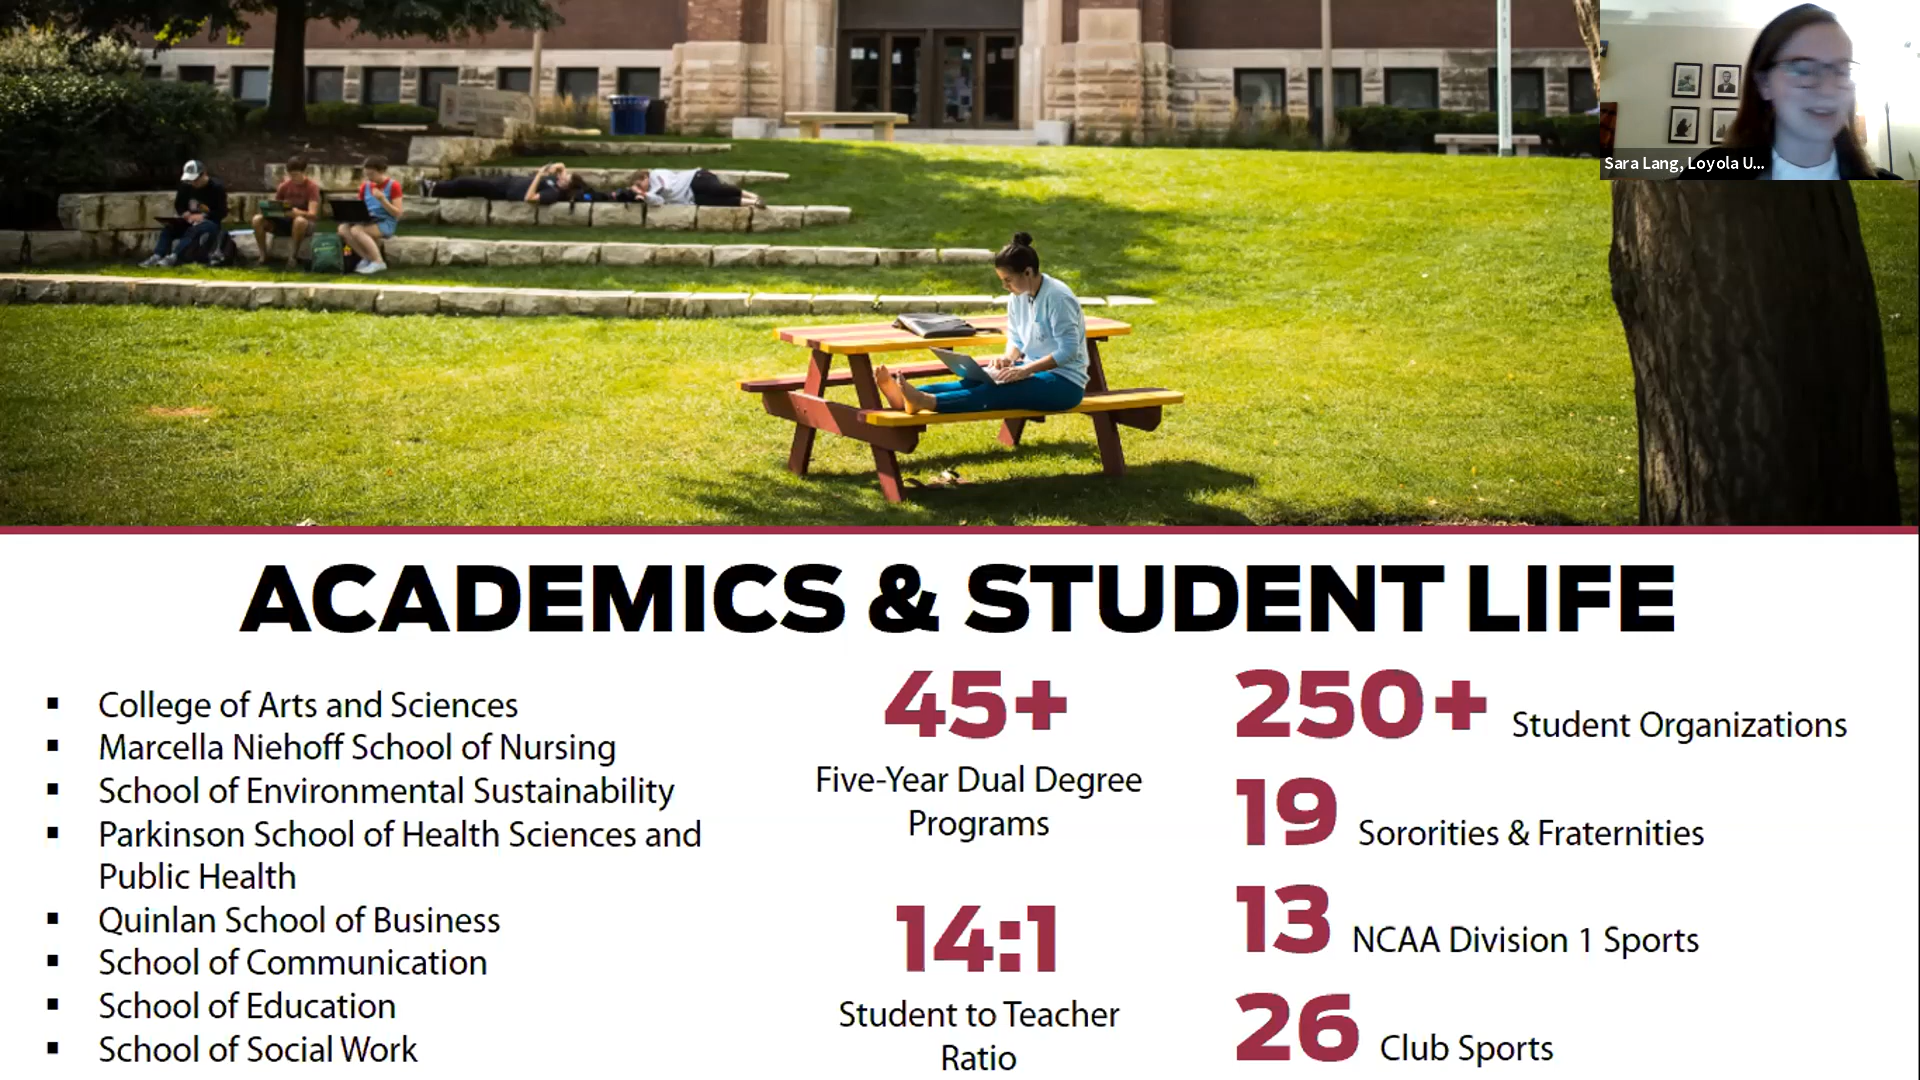 Sara Lang, Loyola U...
ACADEMICS & STUDENT LIFE
▪ College of Arts and Sciences
▪ Marcella Niehoff School of Nursing
▪ School of Environmental Sustainability
▪ Parkinson School of Health Sciences and
Public Health
▪ Quinlan School of Business
▪ School of Communication
▪ School of Education
▪ School of Social Work
45+
Five-Year Dual Degree
Programs
14:1
Student to Teacher
Ratio
250+ Student Organizations
19 Sororities & Fraternities
13 NCAA Division 1 Sports
26 Club Sports